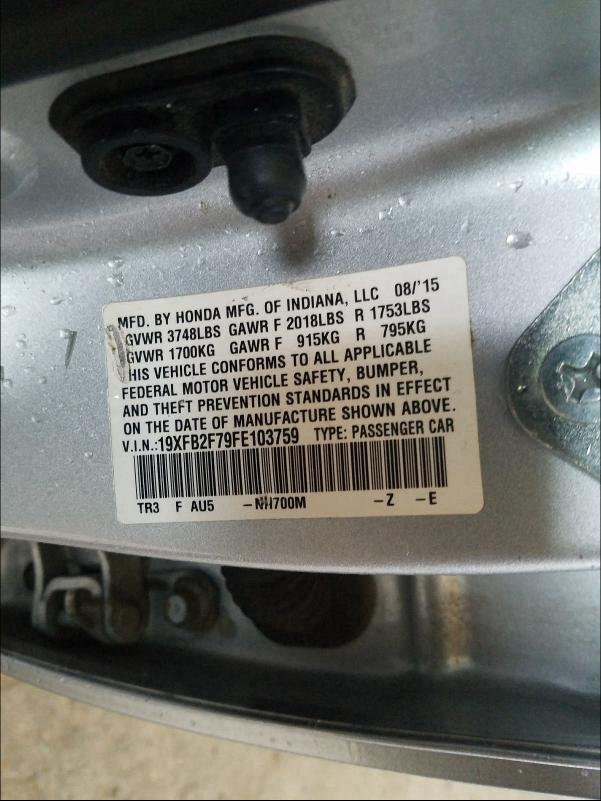 MFD. BY HONDA MFG. OF INDIANA, LLC 08/'15
GVWR 3748LBS GAWR F 2018LBS R 1753LBS
GVWR 1700KG GAWR F 915KG R 795KG
THIS VEHICLE CONFORMS TO ALL APPLICABLE
FEDERAL MOTOR VEHICLE SAFETY, BUMPER,
AND THEFT PREVENTION STANDARDS IN EFFECT
ON THE DATE OF MANUFACTURE SHOWN ABOVE.
V.I.N.:19XFB2F79FE103759 TYPE: PASSENGER CAR
TR3 F AU5 -NH700M -Z -E